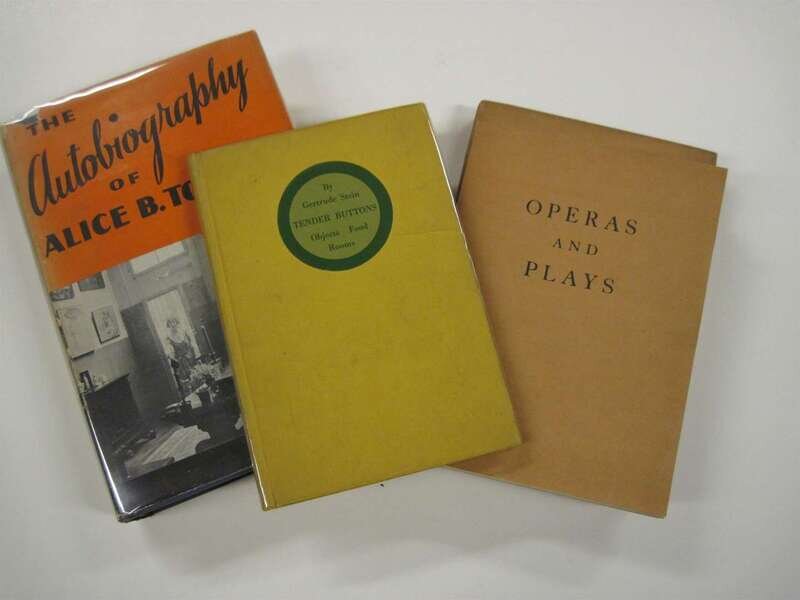 THE
Autobiography
OF
ALICE B. TO
By
Gertrude Stein
TENDER BUTTONS
Objects Food
Rooms
OPERAS
AND
PLAYS